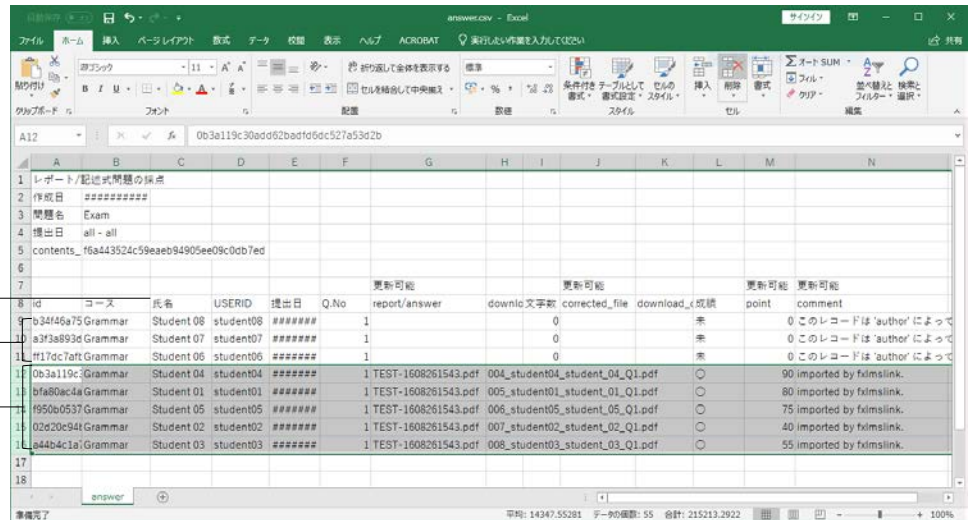 自動保存 answer.csv - Excel サインイン
ファイル ホーム 挿入 ページ レイアウト 数式 データ 校閲 表示 ヘルプ ACROBAT 実行したい作業を入力してください 共有
貼り付け 游ゴシック 11 A A 折り返して全体を表示する 標準 条件付き 書式 テーブルとして 書式設定 セルの スタイル 挿入 削除 書式 オート SUM フィル クリア 並べ替えと フィルター 検索と 選択
B I U A セルを結合して中央揃え %
クリップボード フォント 配置 数値 スタイル セル 編集
A12 fx 0b3a119c30add62badfd6dc527a53d2b
A B C D E F G H I J K L M N
1 レポート/記述式問題の採点
2 作成日 ##########
3 問題名 Exam
4 提出日 all - all
5 contents_ f6a443524c59eaeb94905ee09c0db7ed
6
7 更新可能 更新可能 更新可能 更新可能
8 id コース 氏名 USERID 提出日 Q.No report/answer downlo 文字数 corrected_file download_c 成績 point comment
9 b34f46a75 Grammar Student 08 student08 ####### 1 0 未 0 このレコードは 'author' によって
10 a3f3a893d Grammar Student 07 student07 ####### 1 0 未 0 このレコードは 'author' によって
11 ff17dc7afb Grammar Student 06 student06 ####### 1 0 未 0 このレコードは 'author' によって
12 0b3a119c3 Grammar Student 04 student04 ####### 1 TEST-1608261543.pdf 004_student04_student_04_Q1.pdf ○ 90 imported by fxlmslink.
bfa80ac4a Grammar Student 01 student01 ####### 1 TEST-1608261543.pdf 005_student01_student_01_Q1.pdf ○ 80 imported by fxlmslink.
14 f950b0537 Grammar Student 05 student05 ####### 1 TEST-1608261543.pdf 006_student05_student_05_Q1.pdf ○ 75 imported by fxlmslink.
15 02d20c94b Grammar Student 02 student02 ####### 1 TEST-1608261543.pdf 007_student02_student_02_Q1.pdf ○ 40 imported by fxlmslink.
16 a44b4c1a7 Grammar Student 03 student03 ####### 1 TEST-1608261543.pdf 008_student03_student_03_Q1.pdf ○ 55 imported by fxlmslink.
17
18
answer
準備完了 平均: 14347.55281 データの個数: 55 合計: 215213.2922 100%